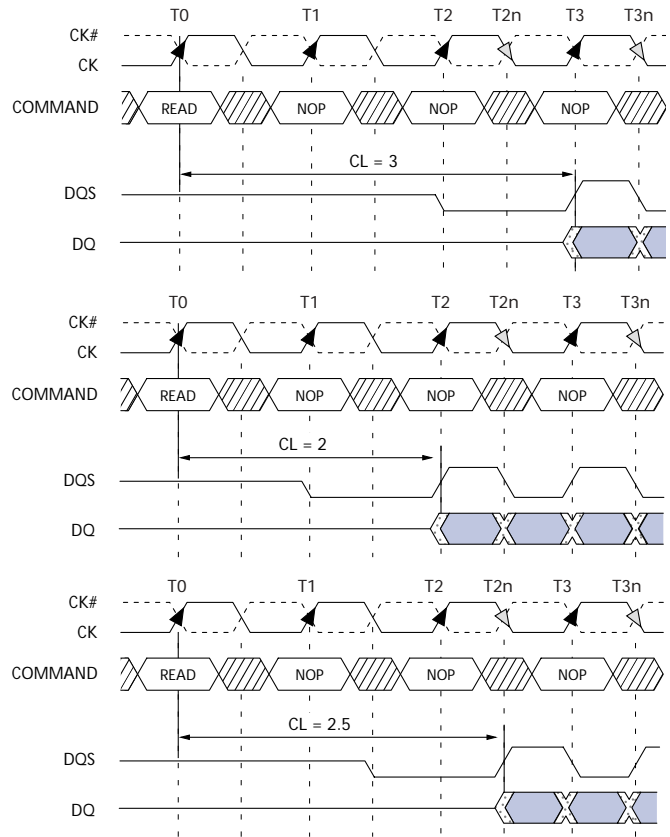 T0 T1 T2 T2n T3 T3n
CK#
CK
COMMAND READ NOP NOP NOP
CL = 3
DQS
DQ
T0 T1 T2 T2n T3 T3n
CK#
CK
COMMAND READ NOP NOP NOP
CL = 2
DQS
DQ
T0 T1 T2 T2n T3 T3n
CK#
CK
COMMAND READ NOP NOP NOP
CL = 2.5
DQS
DQ